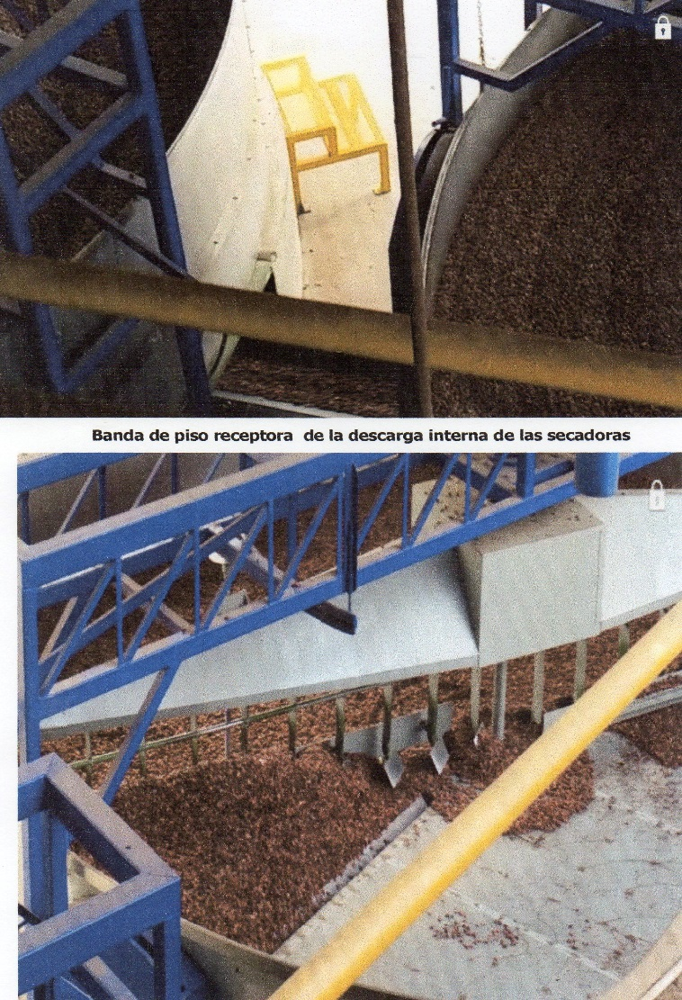 Banda de piso receptora  de la descarga interna de las secadoras